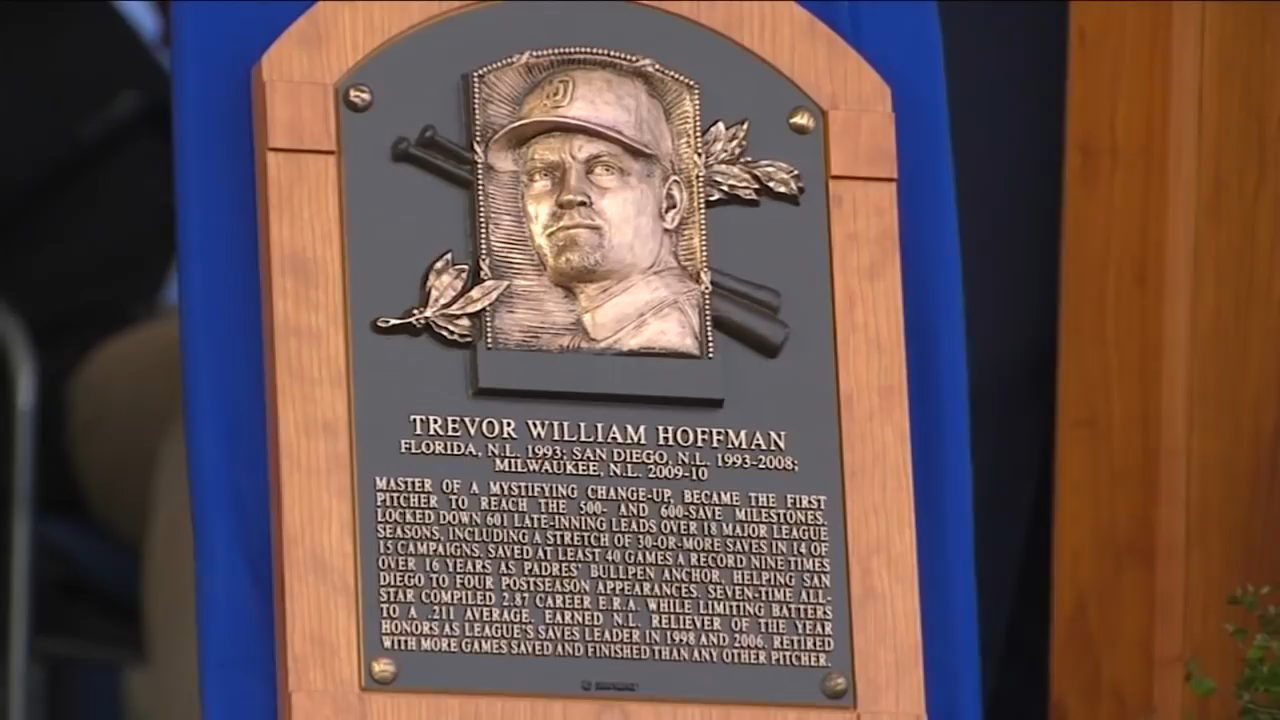 SD
TREVOR WILLIAM HOFFMAN
FLORIDA, N.L. 1993; SAN DIEGO, N.L. 1993-2008;
MILWAUKEE, N.L. 2009-10
MASTER OF A MYSTIFYING CHANGE-UP, BECAME THE FIRST
PITCHER TO REACH THE 500- AND 600-SAVE MILESTONES.
LOCKED DOWN 601 LATE-INNING LEADS OVER 18 MAJOR LEAGUE
SEASONS, INCLUDING A STRETCH OF 30-OR-MORE SAVES IN 14 OF
15 CAMPAIGNS. SAVED AT LEAST 40 GAMES A RECORD NINE TIMES
OVER 16 YEARS AS PADRES' BULLPEN ANCHOR, HELPING SAN
DIEGO TO FOUR POSTSEASON APPEARANCES. SEVEN-TIME ALL-
STAR COMPILED 2.87 CAREER E.R.A. WHILE LIMITING BATTERS
TO A .211 AVERAGE. EARNED N.L. RELIEVER OF THE YEAR
HONORS AS LEAGUE'S SAVES LEADER IN 1998 AND 2006. RETIRED
WITH MORE GAMES SAVED AND FINISHED THAN ANY OTHER PITCHER.